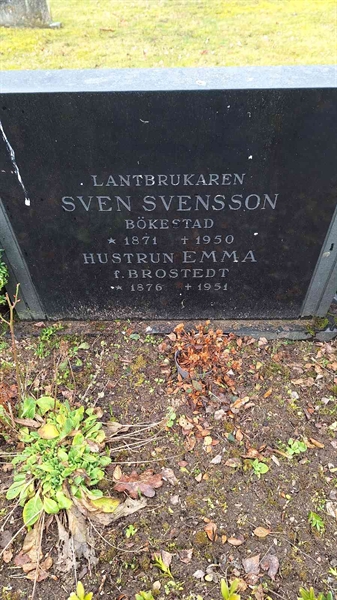 LANTBRUKAREN
SVEN SVENSSON
BÖKESTAD
* 1871 + 1950
HUSTRUN EMMA
f. BROSTEDT
* 1876 + 1951